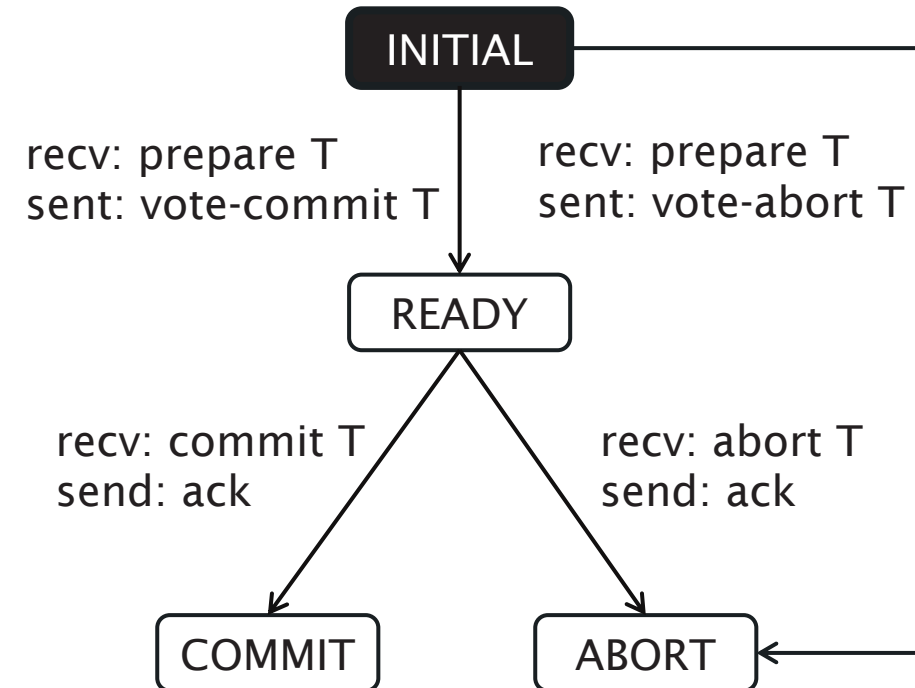 INITIAL
recv: prepare T
sent: vote-commit T
recv: prepare T
sent: vote-abort T
READY
recv: commit T
send: ack
recv: abort T
send: ack
COMMIT
ABORT